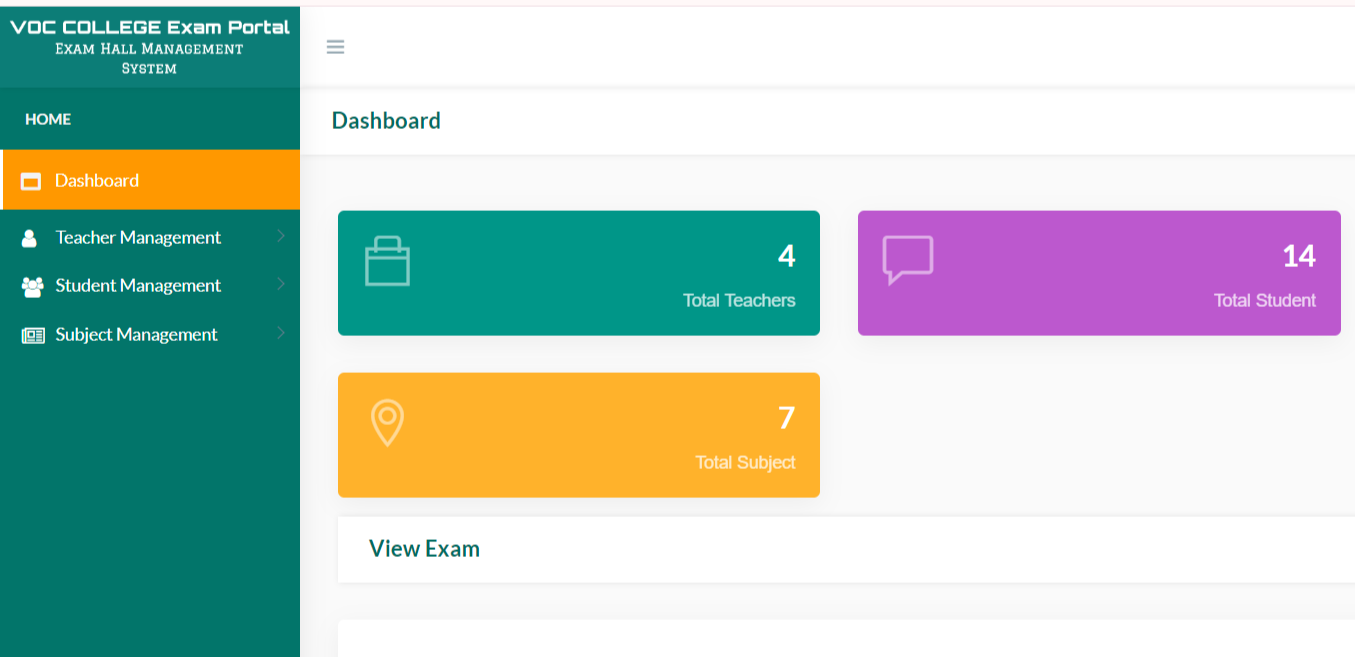 VOC COLLEGE Exam Portal
Exam Hall Management
System
HOME
Dashboard
Teacher Management
Student Management
Subject Management
Dashboard
4
Total Teachers
14
Total Student
7
Total Subject
View Exam